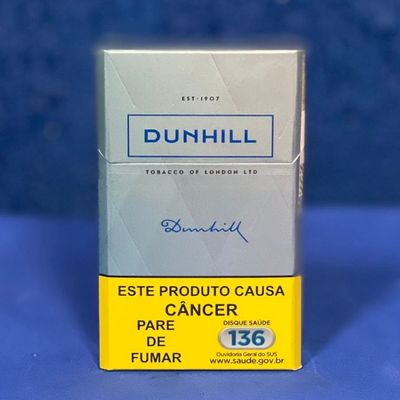 EST-1907
DUNHILL
TOBACCO OF LONDON LTD
Dunhill
ESTE PRODUTO CAUSA
CÂNCER
PARE
DE
FUMAR
DISQUE SAÚDE
136
Ouvidoria Geral do SUS
www.saude.gov.br